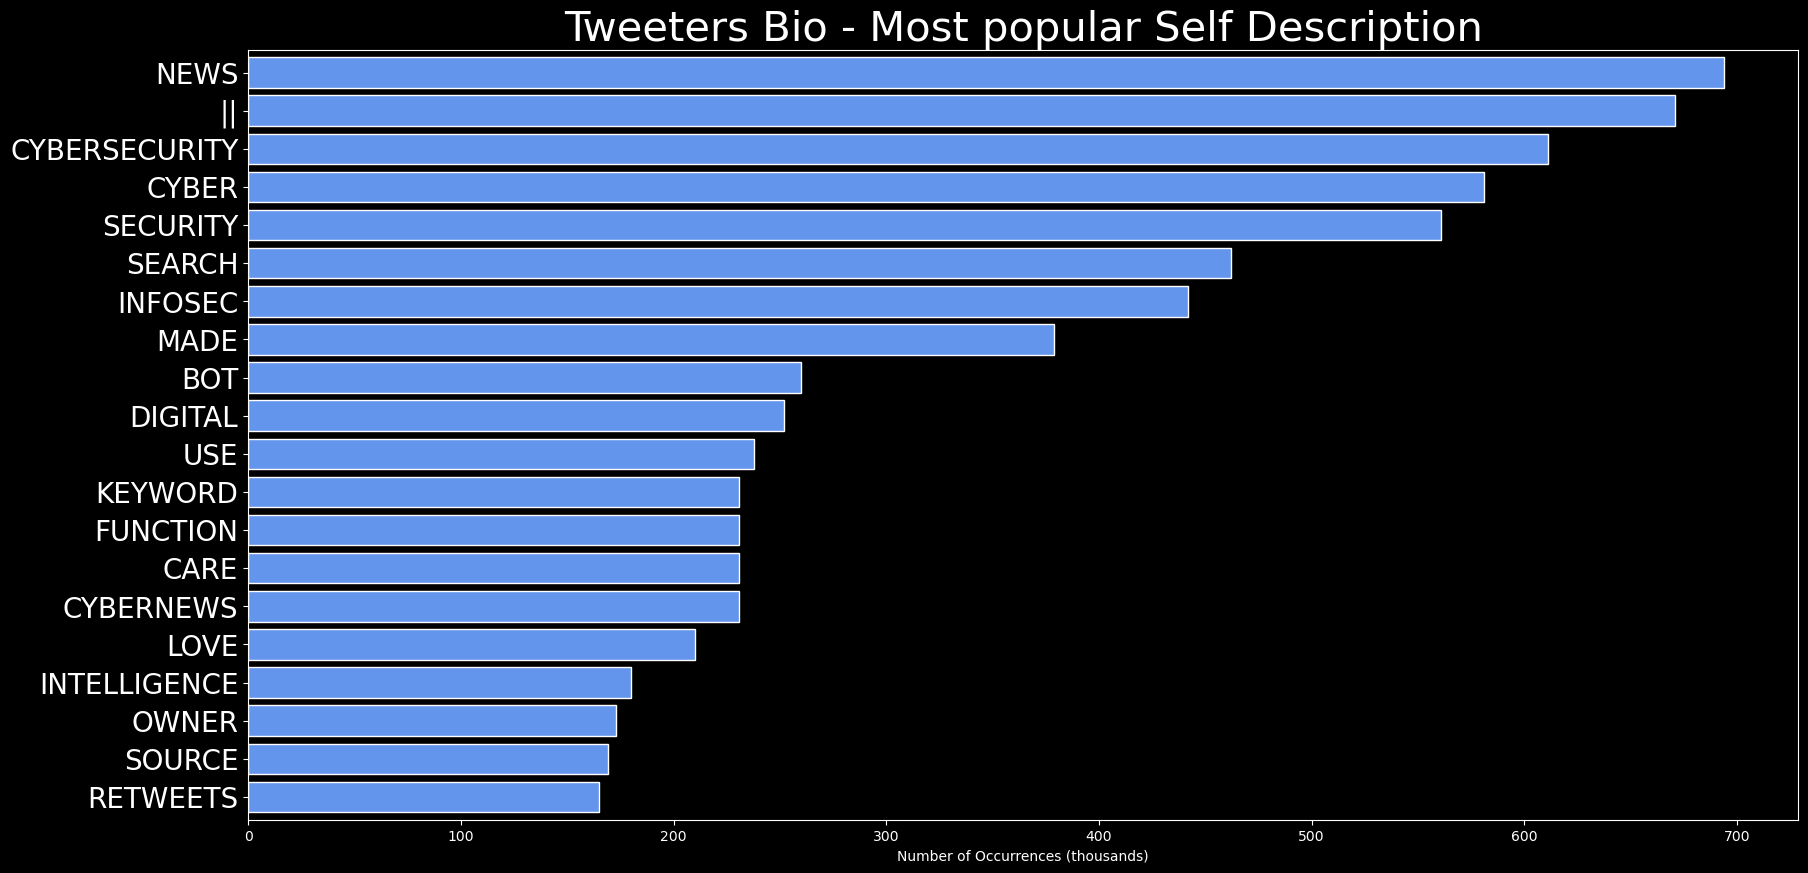 Tweeters Bio - Most popular Self Description
NEWS
||
CYBERSECURITY
CYBER
SECURITY
SEARCH
INFOSEC
MADE
BOT
DIGITAL
USE
KEYWORD
FUNCTION
CARE
CYBERNEWS
LOVE
INTELLIGENCE
OWNER
SOURCE
RETWEETS
0 100 200 300 400 500 600 700
Number of Occurrences (thousands)